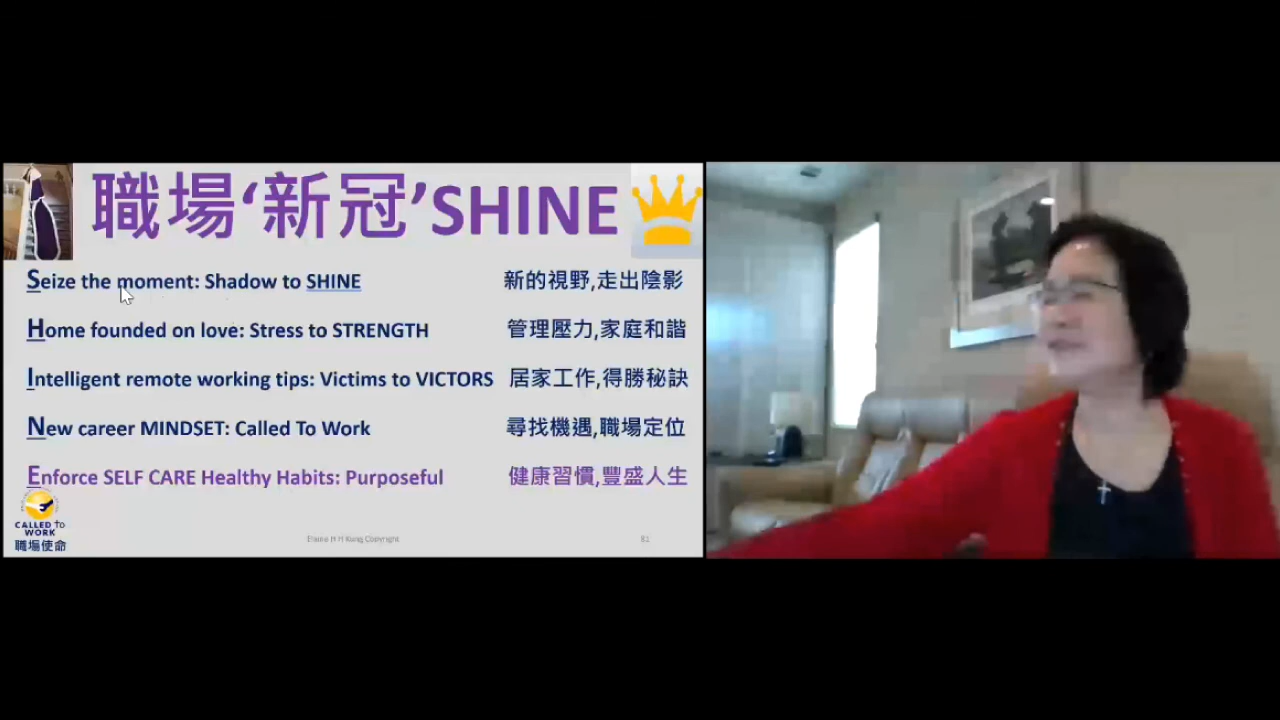 職場‘新冠’SHINE
Seize the moment: Shadow to SHINE 新的視野,走出陰影
Home founded on love: Stress to STRENGTH 管理壓力,家庭和諧
Intelligent remote working tips: Victims to VICTORS 居家工作,得勝秘訣
New career MINDSET: Called To Work 尋找機遇,職場定位
Enforce SELF CARE Healthy Habits: Purposeful 健康習慣,豐盛人生
CALLED to
WORK
職場使命
Copyright